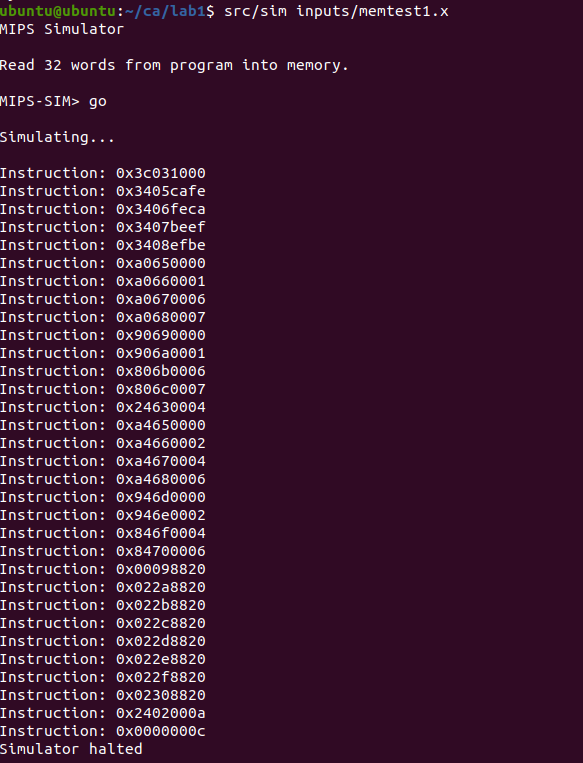 ubuntu@ubuntu:~/ca/lab1$ src/sim inputs/memtest1.x
MIPS Simulator
Read 32 words from program into memory.
MIPS-SIM> go
Simulating...
Instruction: 0x3c031000
Instruction: 0x3405cafe
Instruction: 0x3406feca
Instruction: 0x3407beef
Instruction: 0x3408efbe
Instruction: 0xa0650000
Instruction: 0xa0660001
Instruction: 0xa0670006
Instruction: 0xa0680007
Instruction: 0x90690000
Instruction: 0x906a0001
Instruction: 0x806b0006
Instruction: 0x806c0007
Instruction: 0x24630004
Instruction: 0xa4650000
Instruction: 0xa4660002
Instruction: 0xa4670004
Instruction: 0xa4680006
Instruction: 0x946d0000
Instruction: 0x946e0002
Instruction: 0x846f0004
Instruction: 0x84700006
Instruction: 0x00098820
Instruction: 0x022a8820
Instruction: 0x022b8820
Instruction: 0x022c8820
Instruction: 0x022d8820
Instruction: 0x022e8820
Instruction: 0x022f8820
Instruction: 0x02308820
Instruction: 0x2402000a
Instruction: 0x0000000c
Simulator halted